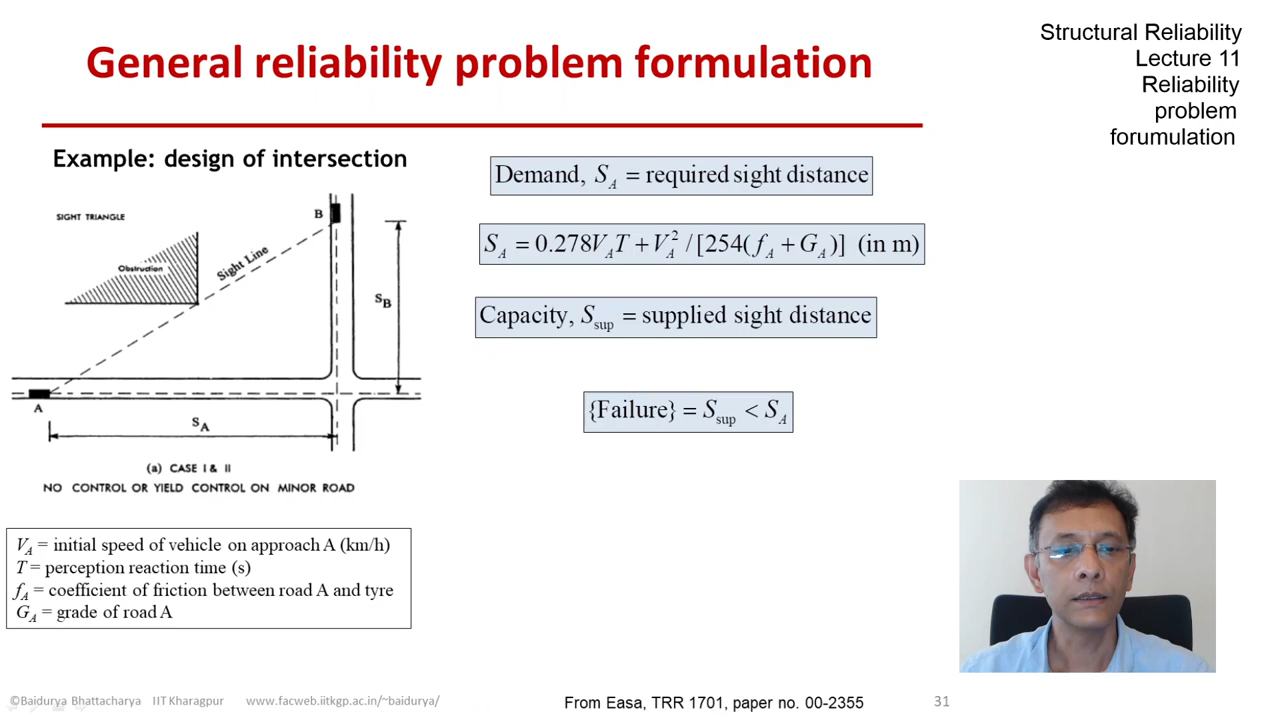 General reliability problem formulation
Structural Reliability
Lecture 11
Reliability
problem
forumulation
Example: design of intersection
SIGHT TRIANGLE
Obstruction
Sight Line
B
S_B
A
S_A
(a) CASE I & II
NO CONTROL OR YIELD CONTROL ON MINOR ROAD
Demand, S_A = required sight distance
S_A = 0.278V_AT + V_A^2 / [254(f_A + G_A)] (in m)
Capacity, S_sup = supplied sight distance
{Failure} = S_sup < S_A
V_A = initial speed of vehicle on approach A (km/h)
T = perception reaction time (s)
f_A = coefficient of friction between road A and tyre
G_A = grade of road A
©Baidurya Bhattacharya IIT Kharagpur www.facweb.iitkgp.ac.in/~baidurya/
From Easa, TRR 1701, paper no. 00-2355
31